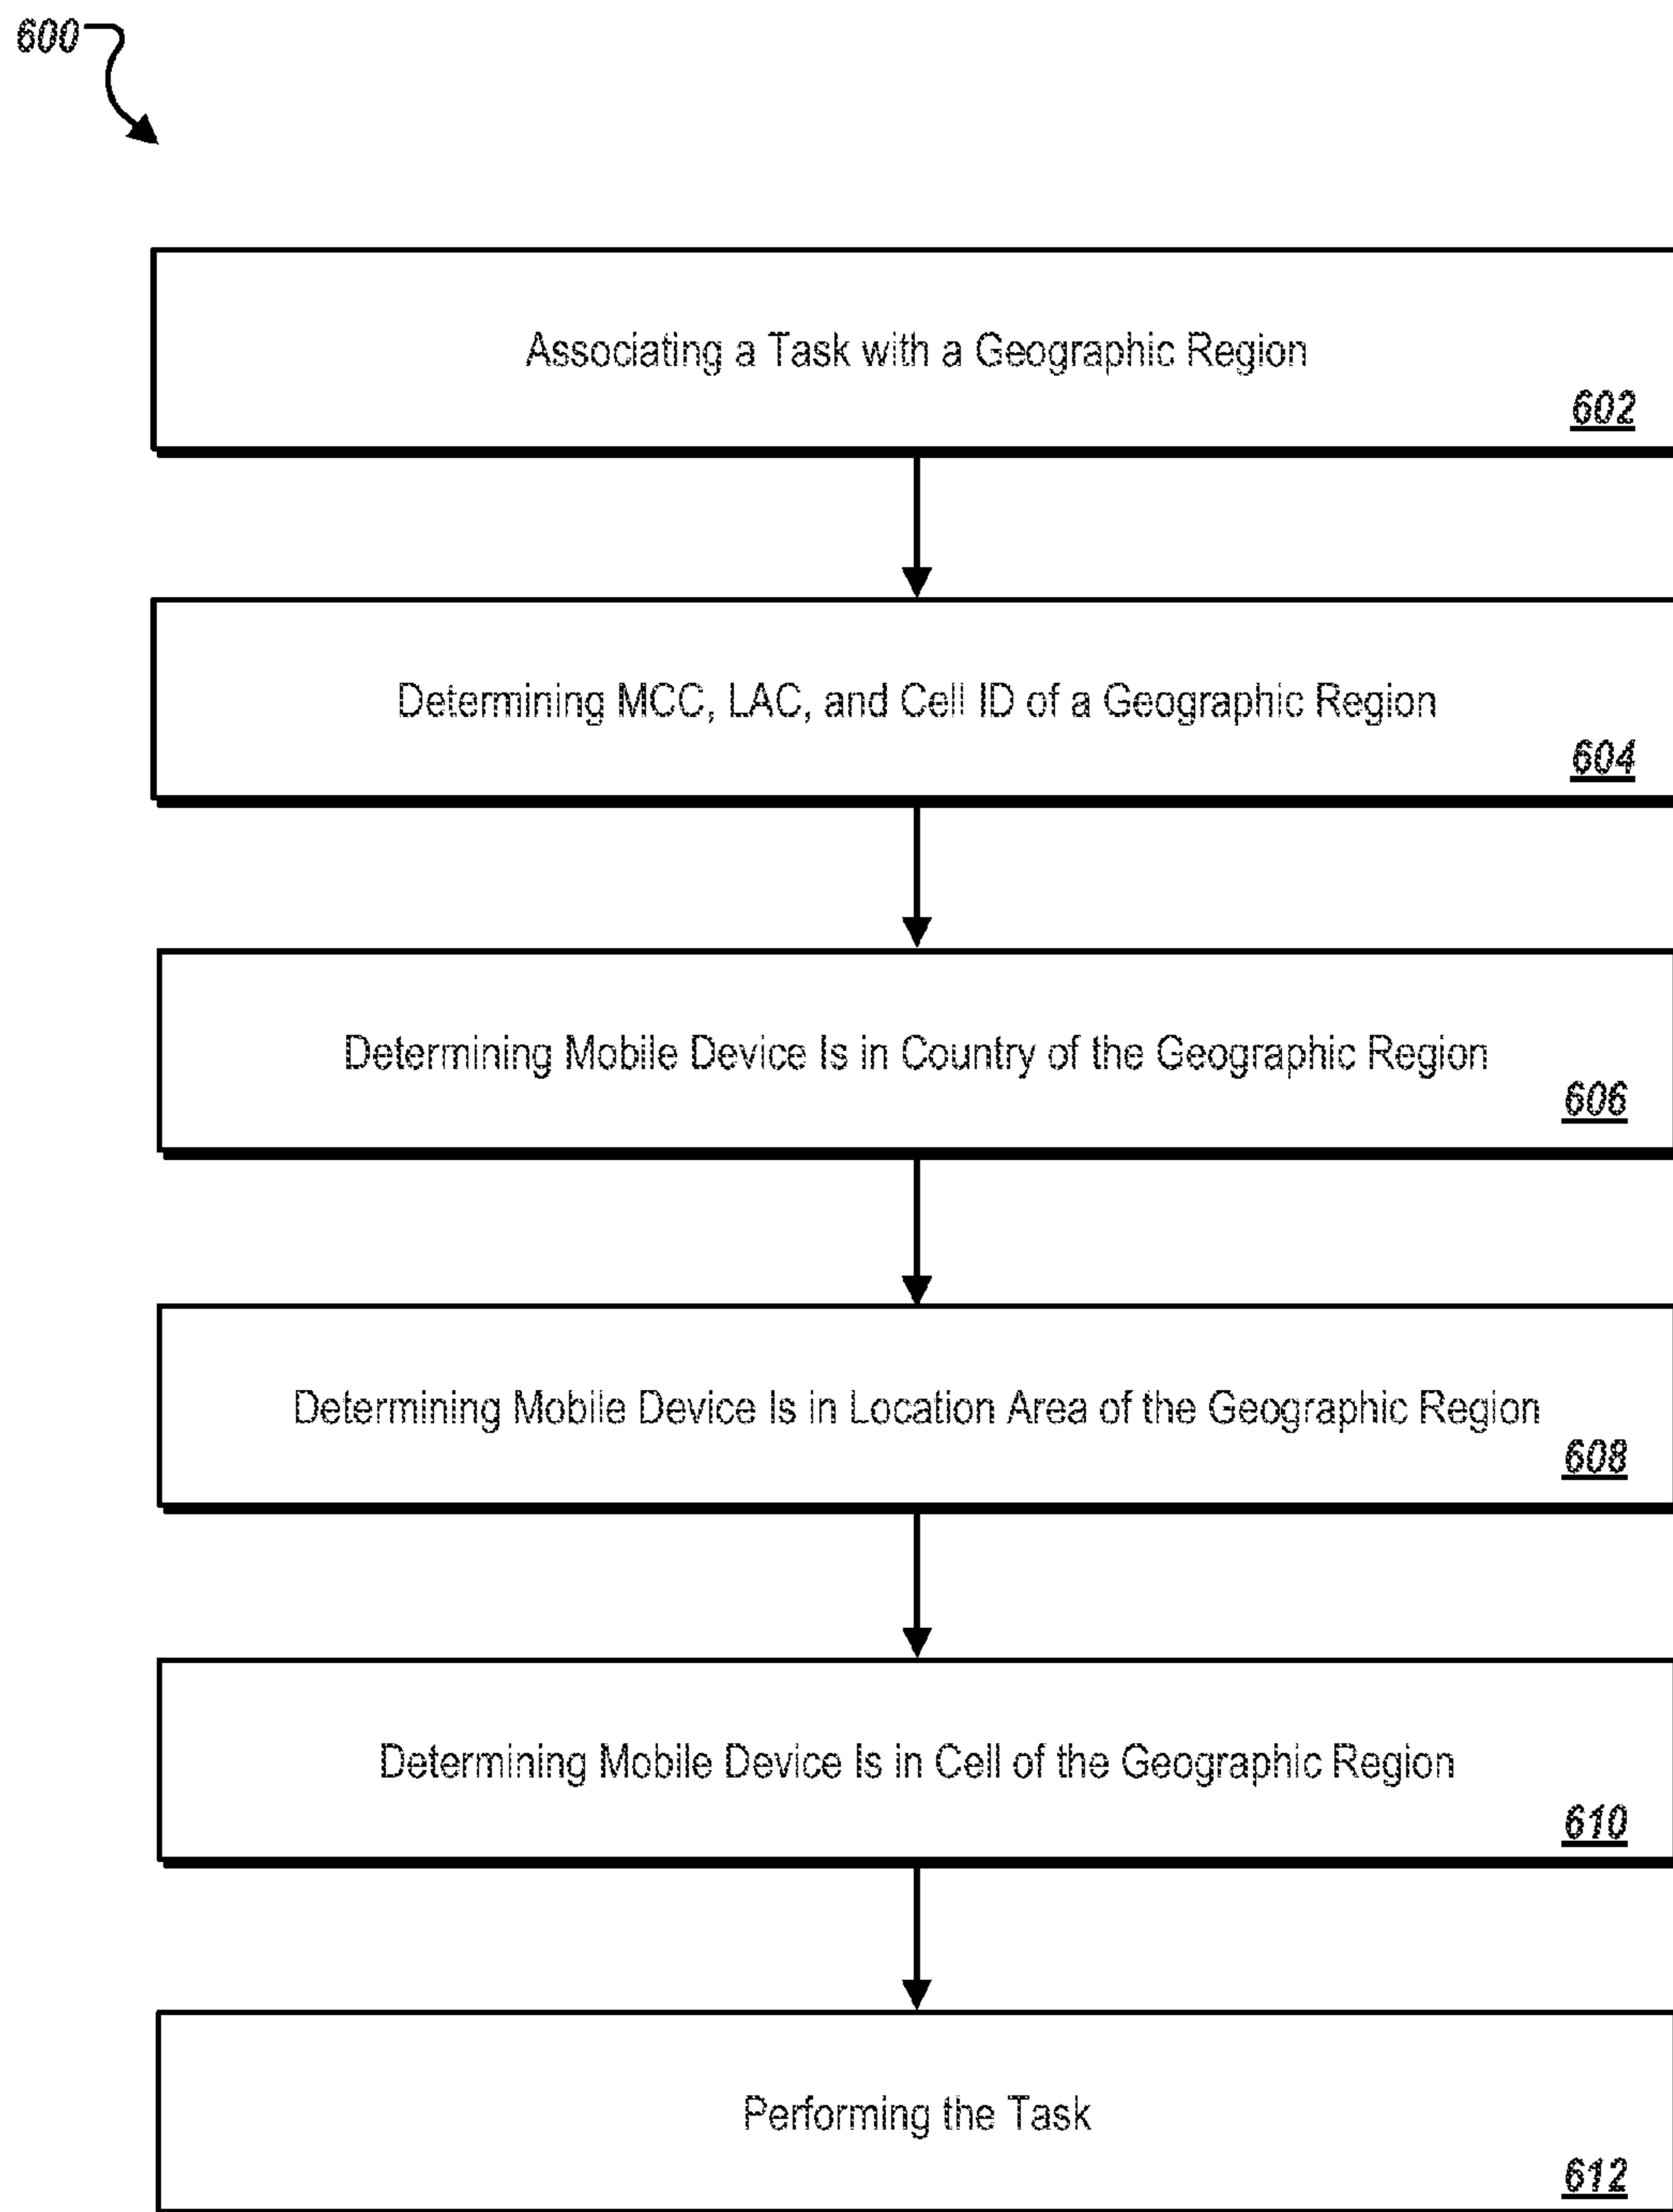 600
Associating a Task with a Geographic Region
602
Determining MCC, LAC, and Cell ID of a Geographic Region
604
Determining Mobile Device Is in Country of the Geographic Region
606
Determining Mobile Device Is in Location Area of the Geographic Region
608
Determining Mobile Device Is in Cell of the Geographic Region
610
Performing the Task
612